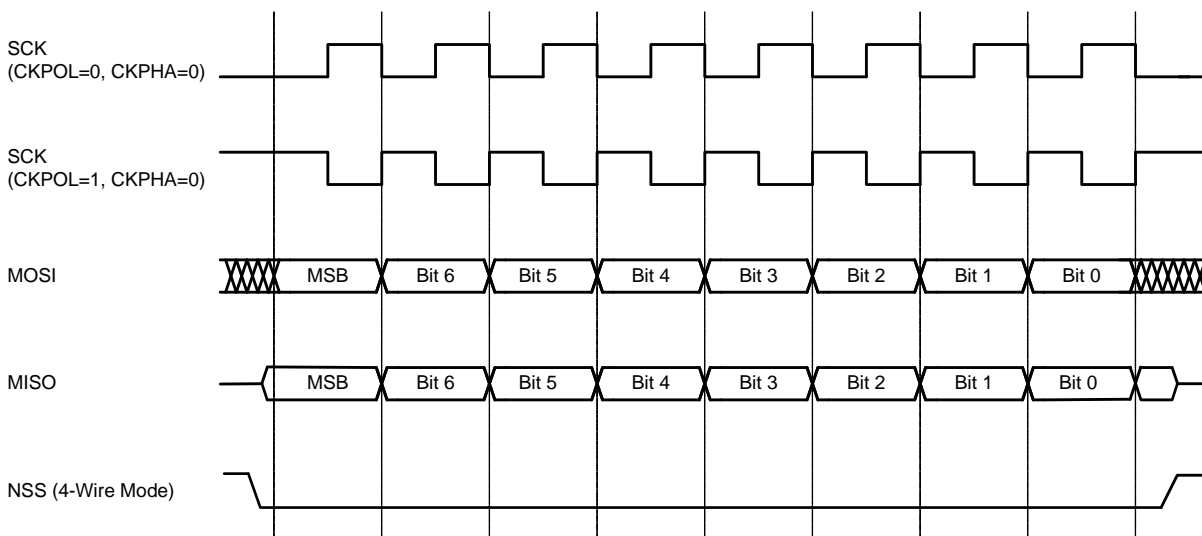 SCK
(CKPOL=0, CKPHA=0)
SCK
(CKPOL=1, CKPHA=0)
MOSI
MSB Bit 6 Bit 5 Bit 4 Bit 3 Bit 2 Bit 1 Bit 0
MISO
MSB Bit 6 Bit 5 Bit 4 Bit 3 Bit 2 Bit 1 Bit 0
NSS (4-Wire Mode)